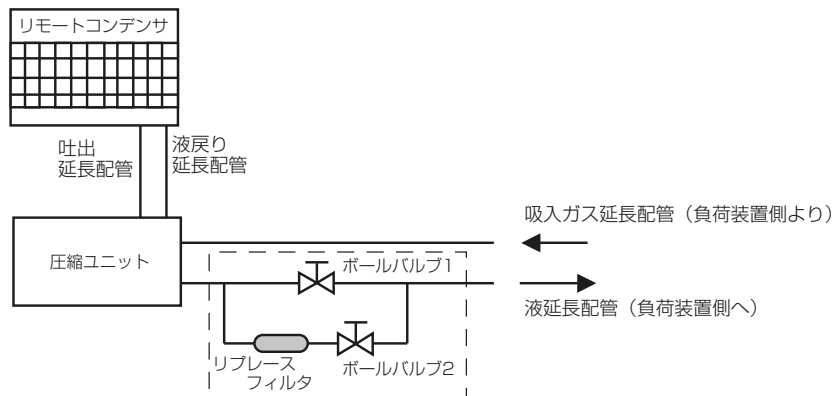 リモートコンデンサ
吐出
延長配管
液戻り
延長配管
吸入ガス延長配管（負荷装置側より）
圧縮ユニット
ボールバルブ1
液延長配管（負荷装置側へ）
リプレース
フィルタ
ボールバルブ2